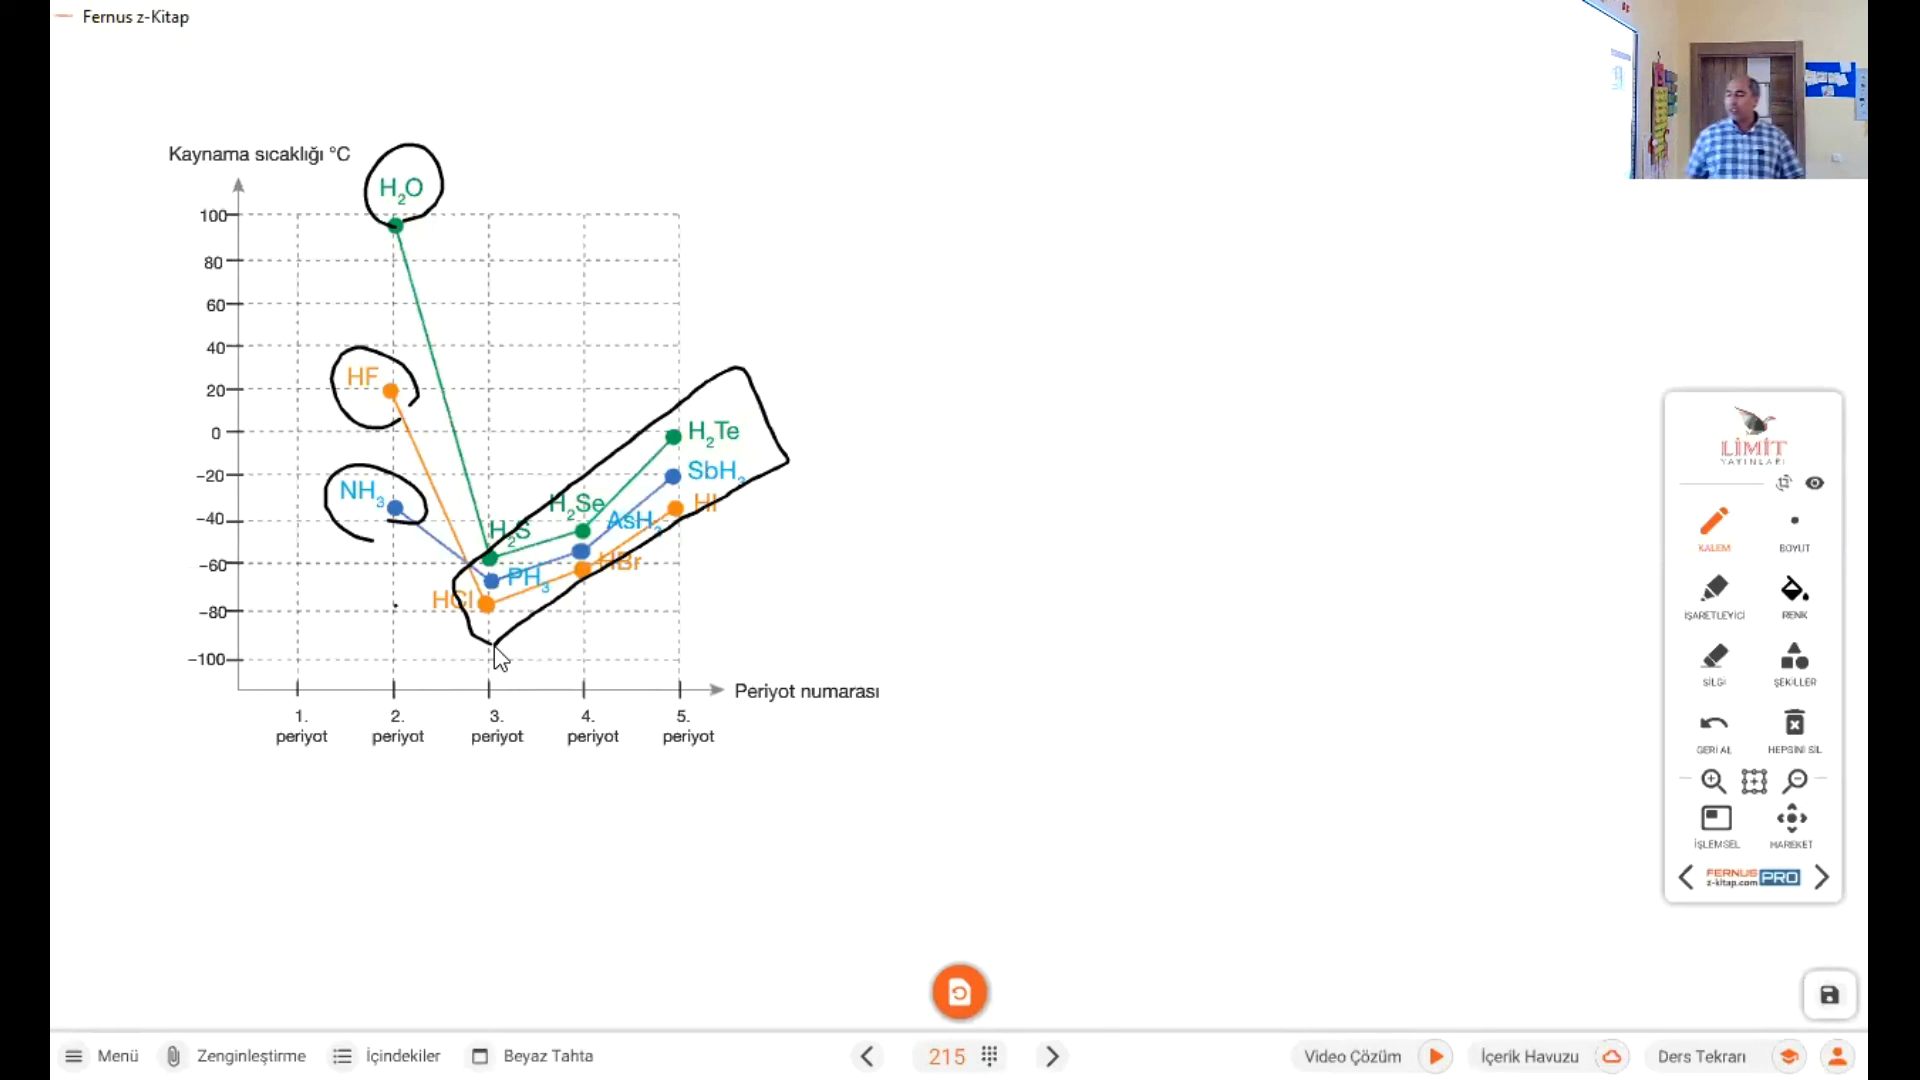 Fernus z-Kitap
Kaynama sıcaklığı °C
H2O
100
80
60
HF
40
20
H2Te
0
SbH3
-20
NH3
HI
H2Se
-40
AsH3
H2S
-60
HBr
PH3
HCl
-80
-100
Periyot numarası
1. periyot
2. periyot
3. periyot
4. periyot
5. periyot
LİMİT
YAYINLARI
KALEM
BOYUT
İŞARETLEYİCİ
RENK
SİLGİ
ŞEKİLLER
GERİ AL
HEPSİNİ SİL
İŞLEMSEL
HAREKET
FERNUS
z-kitap.com PRO
Menü
Zenginleştirme
İçindekiler
Beyaz Tahta
215
Video Çözüm
İçerik Havuzu
Ders Tekrarı